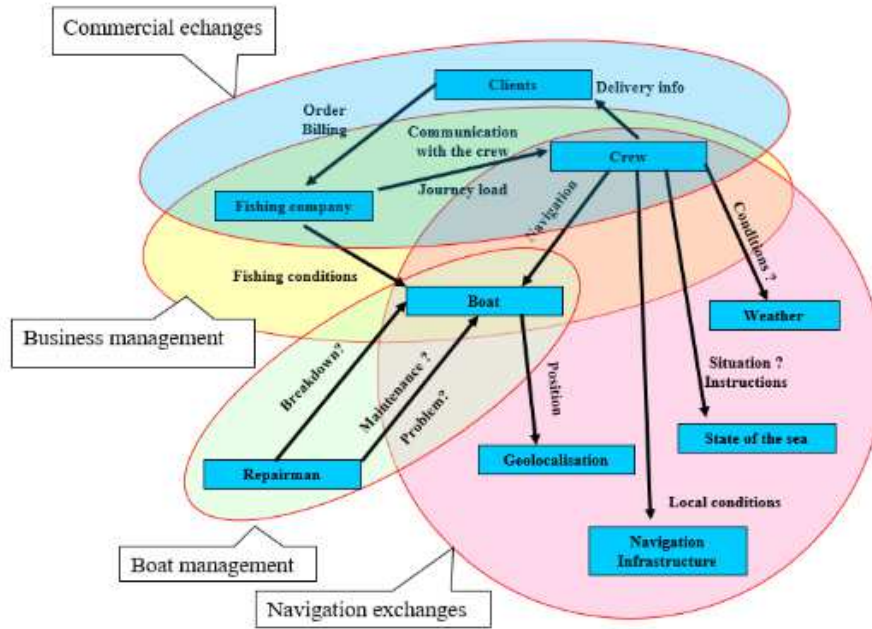 Commercial echanges
Clients
Delivery info
Order
Billing
Communication
with the crew
Crew
Journey load
Fishing company
Navigation
Conditions ?
Fishing conditions
Boat
Weather
Business management
Breakdown?
Maintenance ?
Problem?
Position
Situation ?
Instructions
State of the sea
Repairman
Geolocalisation
Local conditions
Navigation
Infrastructure
Boat management
Navigation exchanges